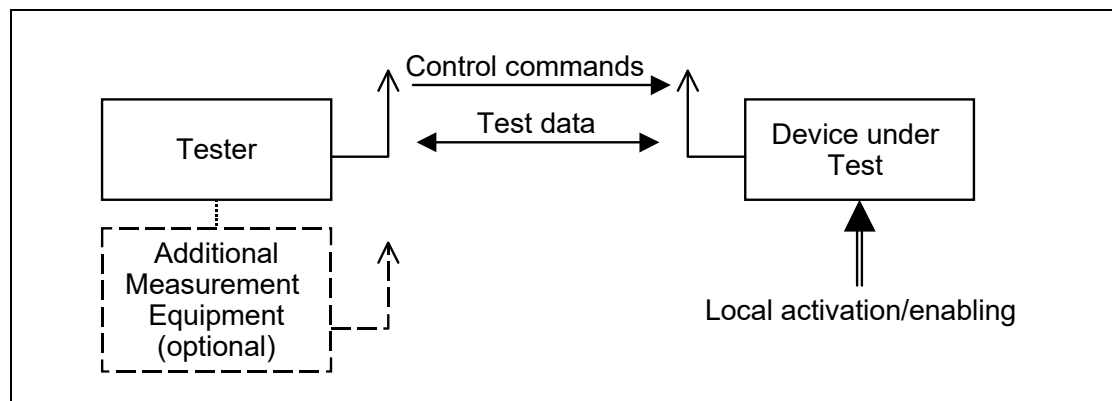 Control commands
Test data
Tester
Device under
Test
Additional
Measurement
Equipment
(optional)
Local activation/enabling